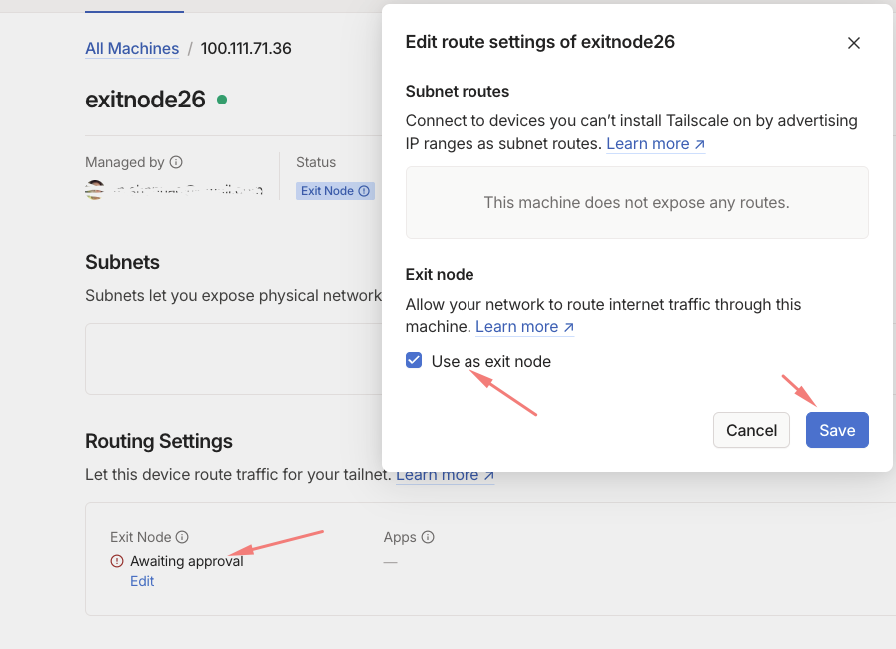 All Machines / 100.111.71.36
exitnode26
Managed by
Status
Exit Node
Subnets
Subnets let you expose physical network
Routing Settings
Let this device route traffic for your tailnet. Learn more ↗
Exit Node
Awaiting approval
Edit
Apps
—
Edit route settings of exitnode26
Subnet routes
Connect to devices you can’t install Tailscale on by advertising
IP ranges as subnet routes. Learn more ↗
This machine does not expose any routes.
Exit node
Allow your network to route internet traffic through this
machine. Learn more ↗
Use as exit node
Cancel
Save